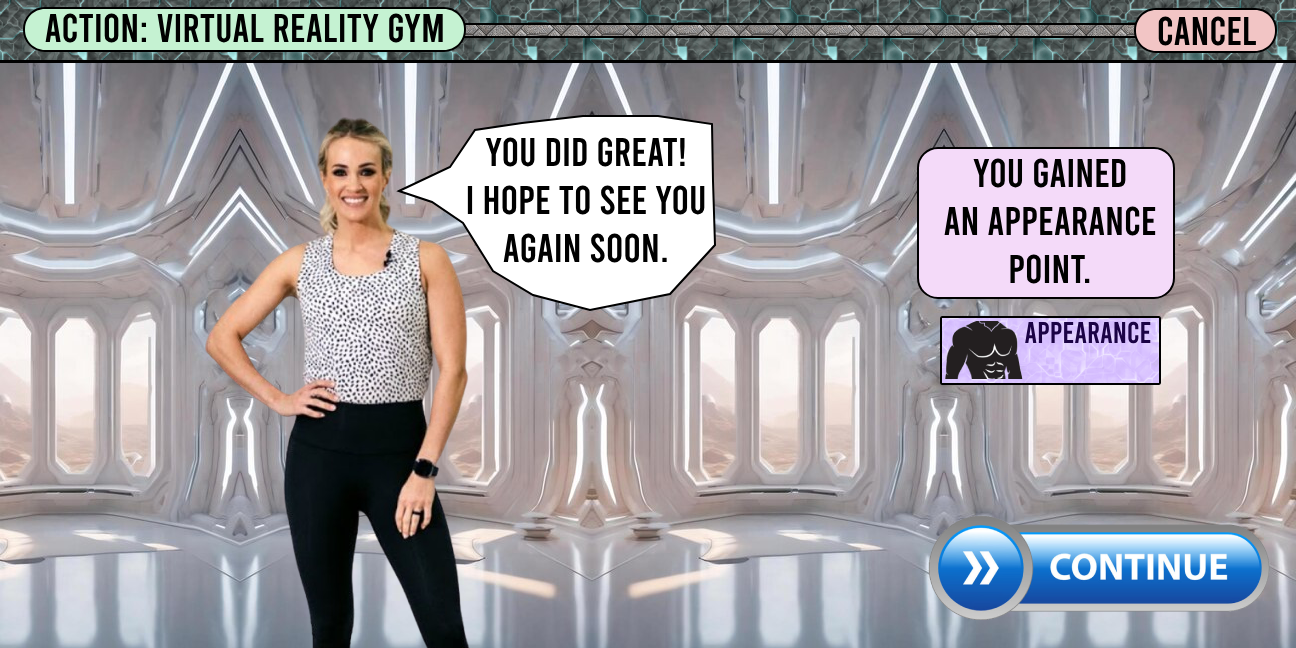 ACTION: VIRTUAL REALITY GYM
CANCEL
YOU DID GREAT!
I HOPE TO SEE YOU
AGAIN SOON.
YOU GAINED
AN APPEARANCE
POINT.
APPEARANCE
CONTINUE